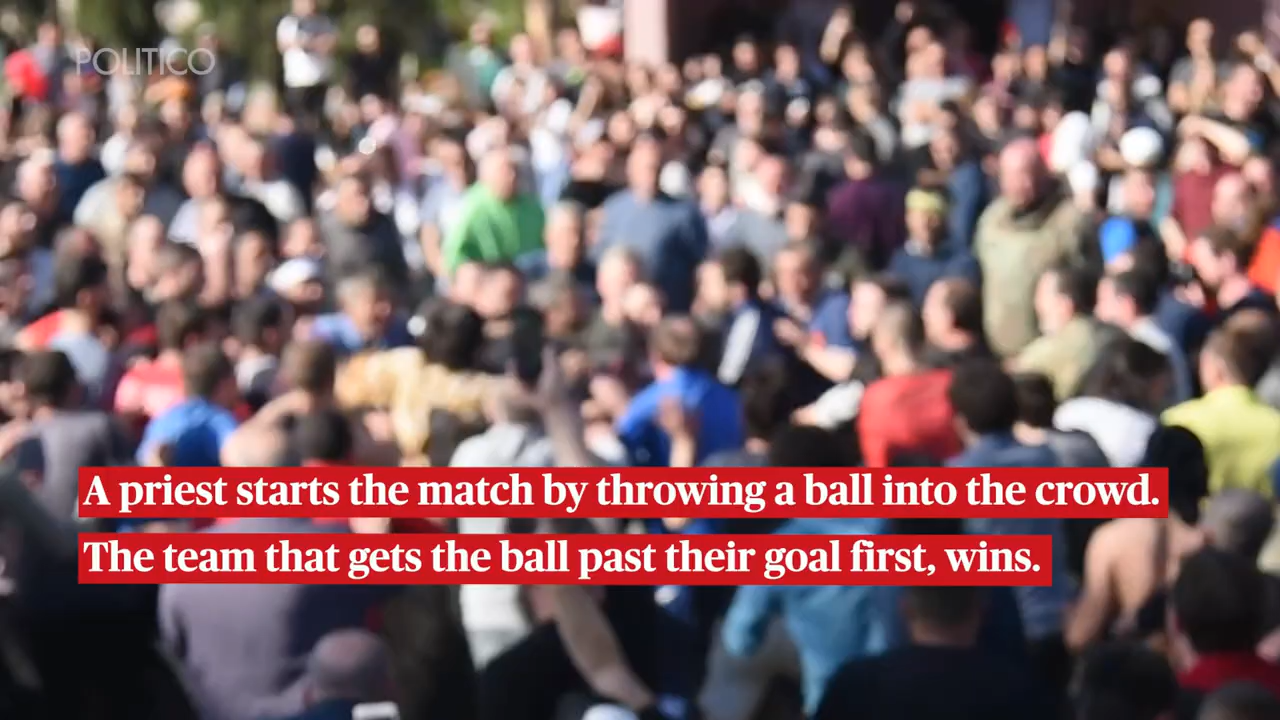 POLITICO
A priest starts the match by throwing a ball into the crowd.
The team that gets the ball past their goal first, wins.